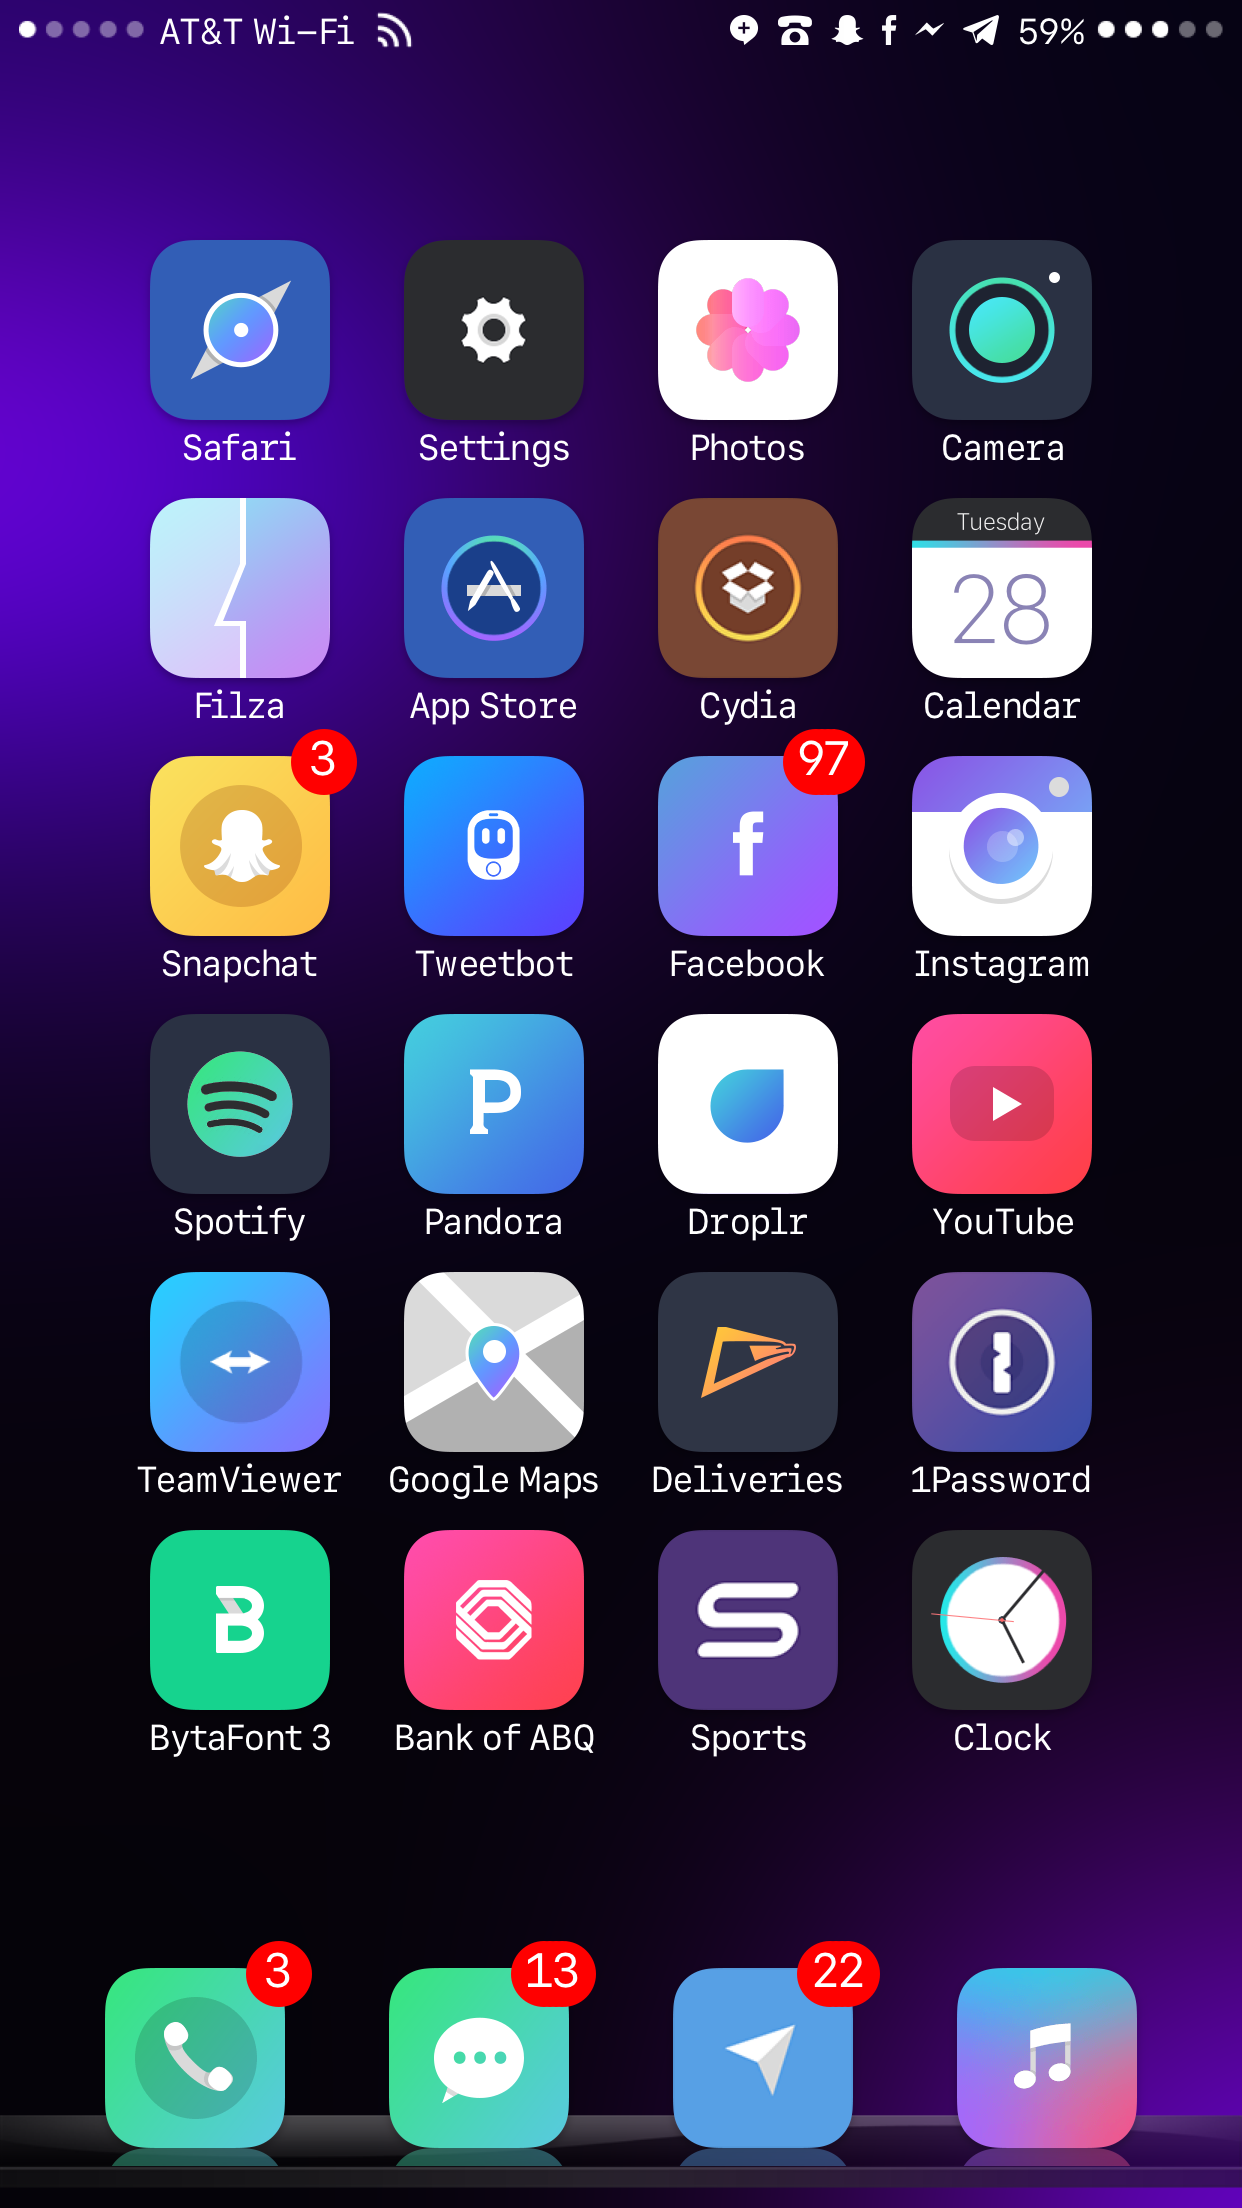 AT&T Wi-Fi 59%
Safari Settings Photos Camera
Tuesday
28
Filza App Store Cydia Calendar
3 97
f
Snapchat Tweetbot Facebook Instagram
P
Spotify Pandora Droplr YouTube
TeamViewer Google Maps Deliveries 1Password
B S
BytaFont 3 Bank of ABQ Sports Clock
3 13 22